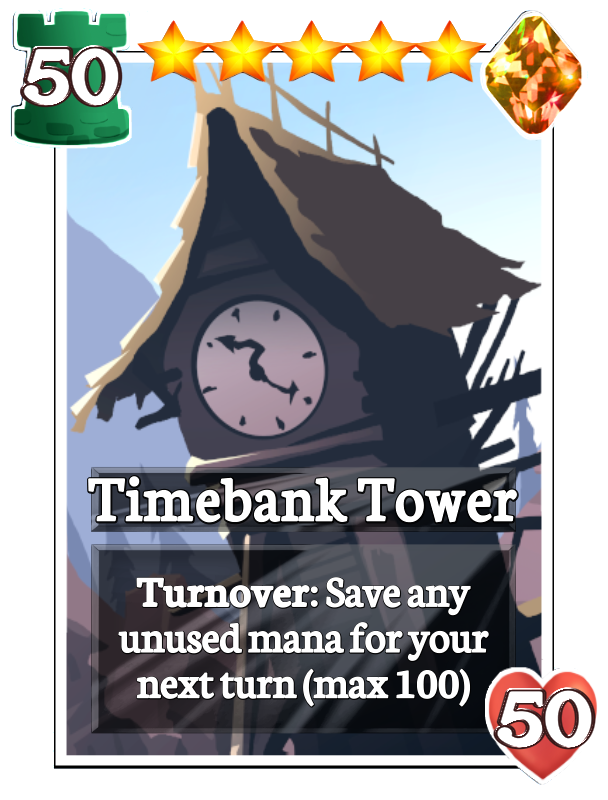 50
Timebank Tower
Turnover: Save any
unused mana for your
next turn (max 100)
50